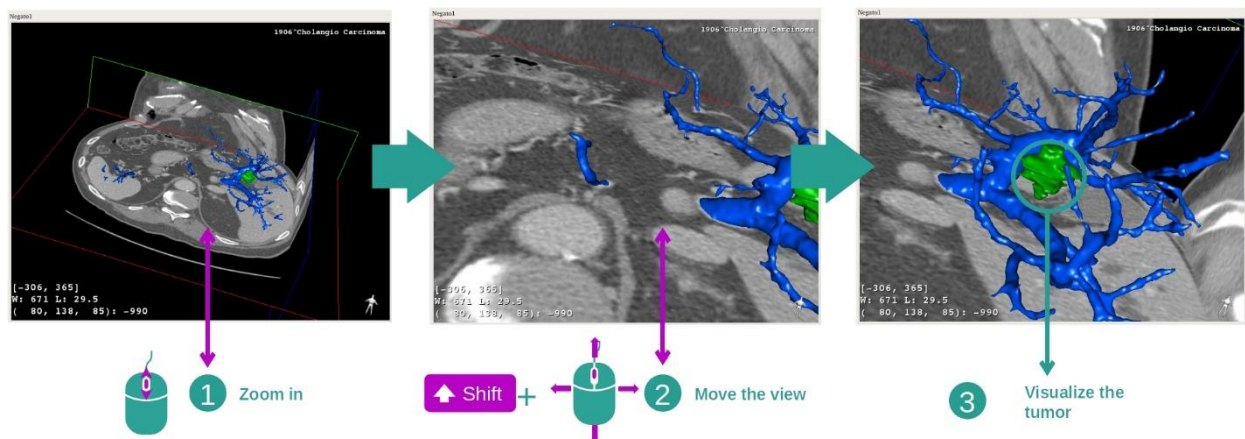 Negato1
1906^Cholangio Carcinoma
[-306, 365]
W: 671 L: 29.5
( 80, 138, 85): -990
Negato1
1906^Cholangio Carcinoma
[-306, 365]
W: 671 L: 29.5
( 80, 138, 85): -990
Negato1
1906^Cholangio Carcinoma
[-306, 365]
W: 671 L: 29.5
( 80, 138, 85): -990
1 Zoom in
Shift + 2 Move the view
3 Visualize the
tumor